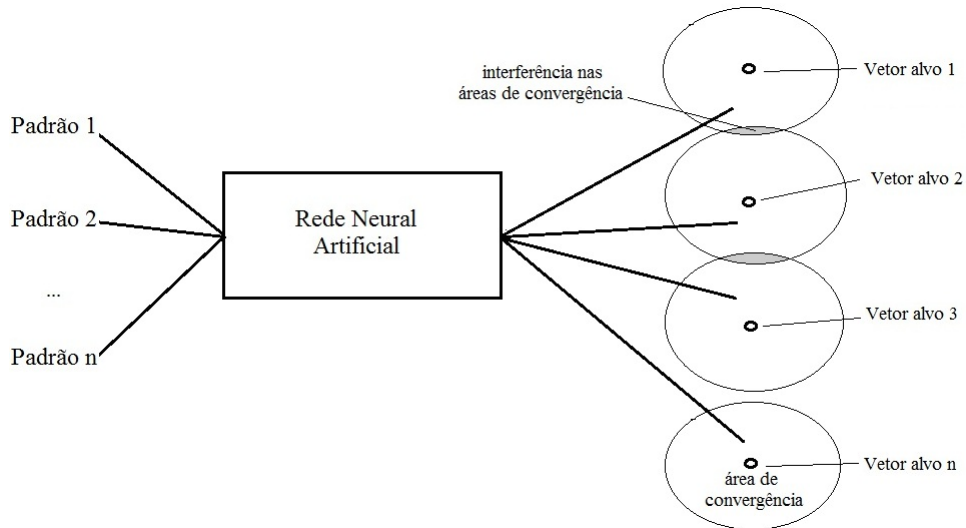 Padrão 1
Padrão 2
...
Padrão n
Rede Neural
Artificial
interferência nas
áreas de convergência
Vetor alvo 1
Vetor alvo 2
Vetor alvo 3
Vetor alvo n
área de
convergência